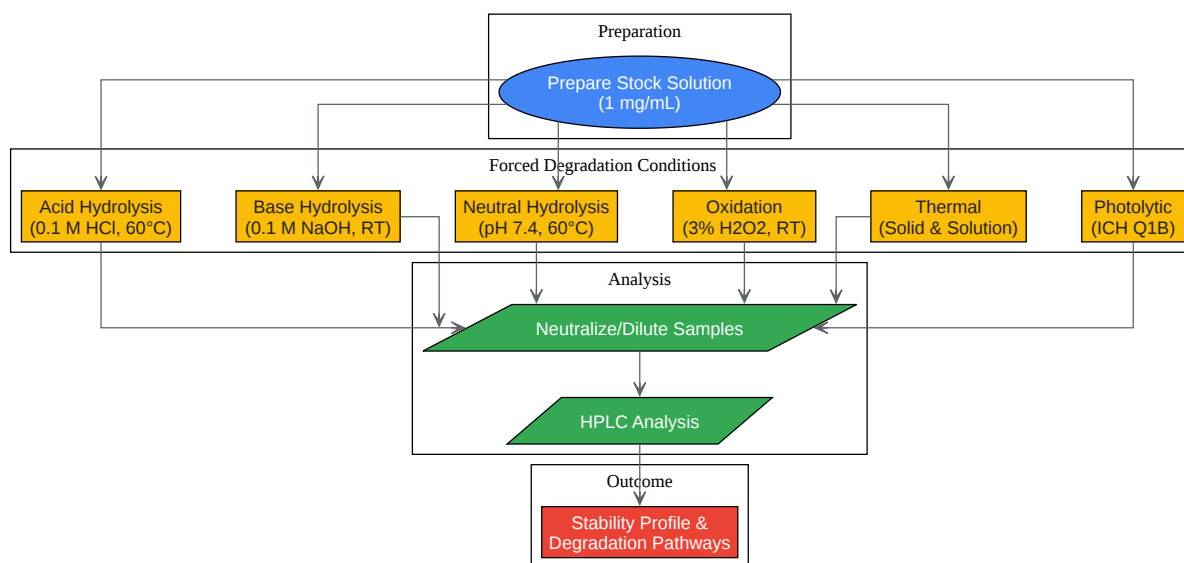 Preparation
Prepare Stock Solution
(1 mg/mL)
Forced Degradation Conditions
Acid Hydrolysis
(0.1 M HCl, 60°C)
Base Hydrolysis
(0.1 M NaOH, RT)
Neutral Hydrolysis
(pH 7.4, 60°C)
Oxidation
(3% H2O2, RT)
Thermal
(Solid & Solution)
Photolytic
(ICH Q1B)
Analysis
Neutralize/Dilute Samples
HPLC Analysis
Outcome
Stability Profile &
Degradation Pathways